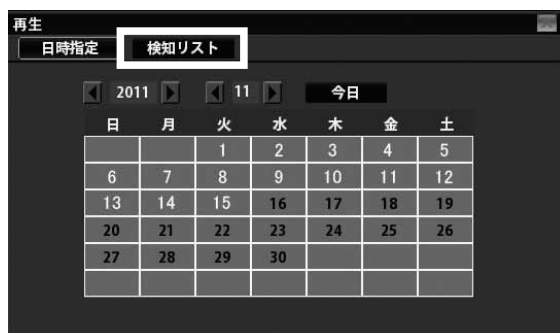 再生
日時指定 検知リスト
2011 11 今日
日 月 火 水 木 金 土
1 2 3 4 5
6 7 8 9 10 11 12
13 14 15 16 17 18 19
20 21 22 23 24 25 26
27 28 29 30